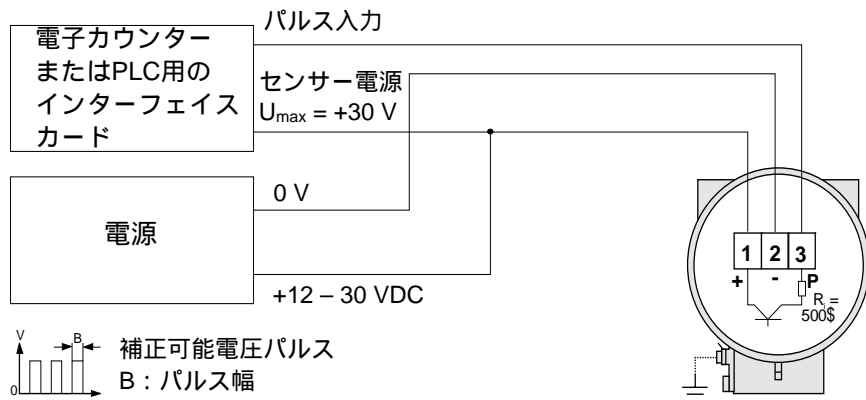 パルス入力
電子カウンター
またはPLC用の
インターフェイス
カード
センサー電源
Umax = +30 V
0 V
電源
+12 – 30 VDC
1 2 3
+ - P
Ri =
500$
V
B
0
補正可能電圧パルス
B：パルス幅